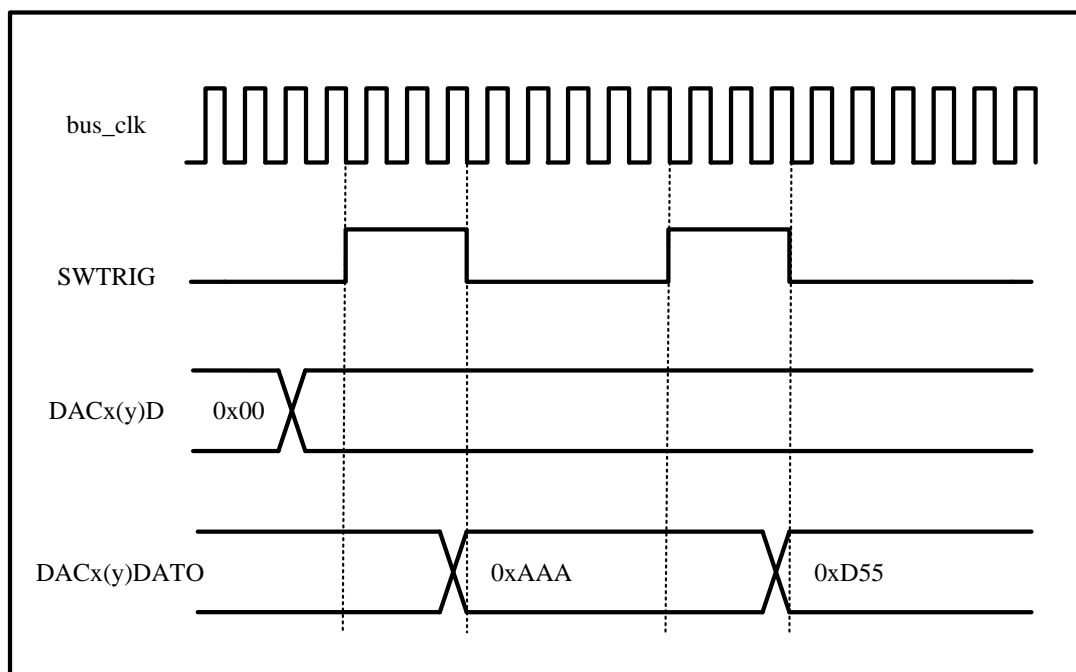 bus_clk
SWTRIG
DACx(y)D
0x00
DACx(y)DATO
0xAAA
0xD55